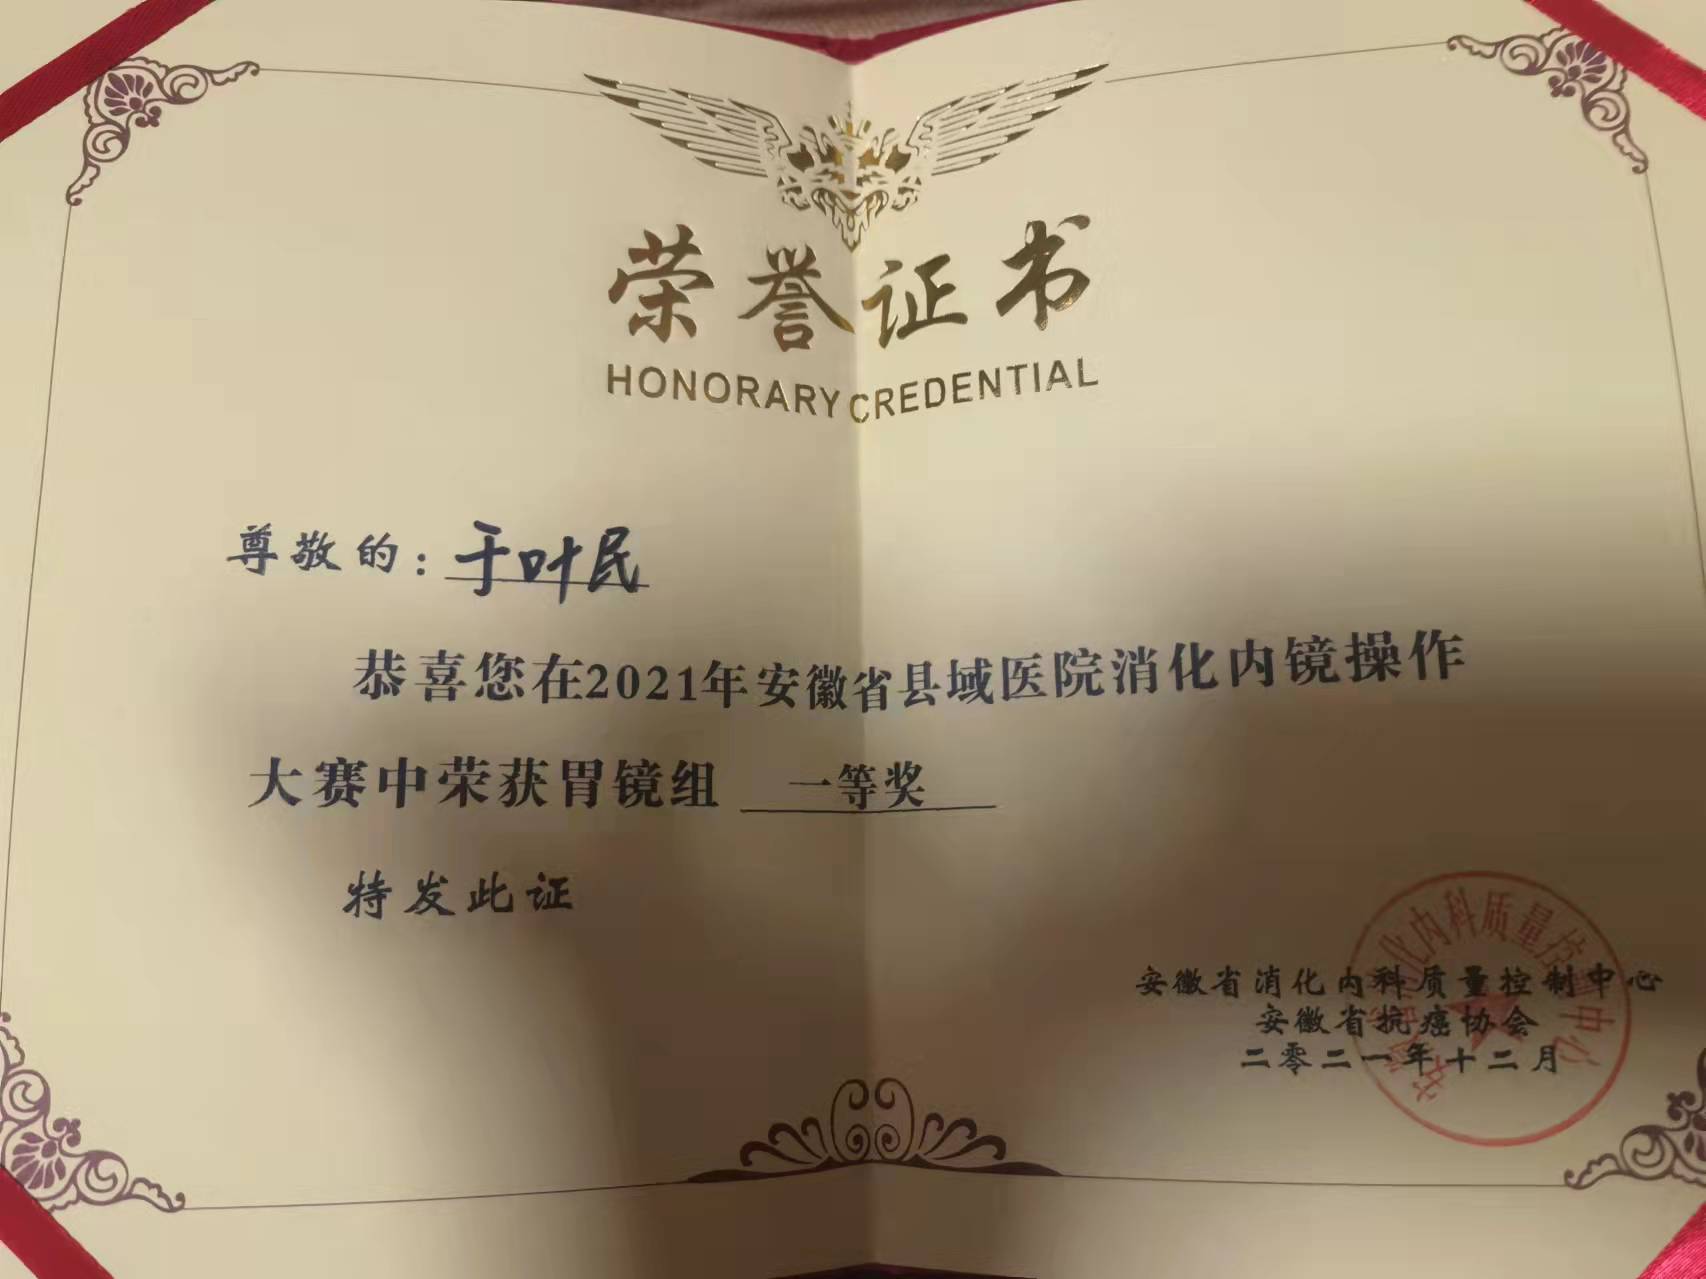 荣誉证书
HONORARY CREDENTIAL
尊敬的：于叶民
恭喜您在2021年安徽省县域医院消化内镜操作
大赛中荣获胃镜组 一等奖
特发此证
安徽省消化内科质量控制中心
安徽省抗癌协会
二零二一年十二月